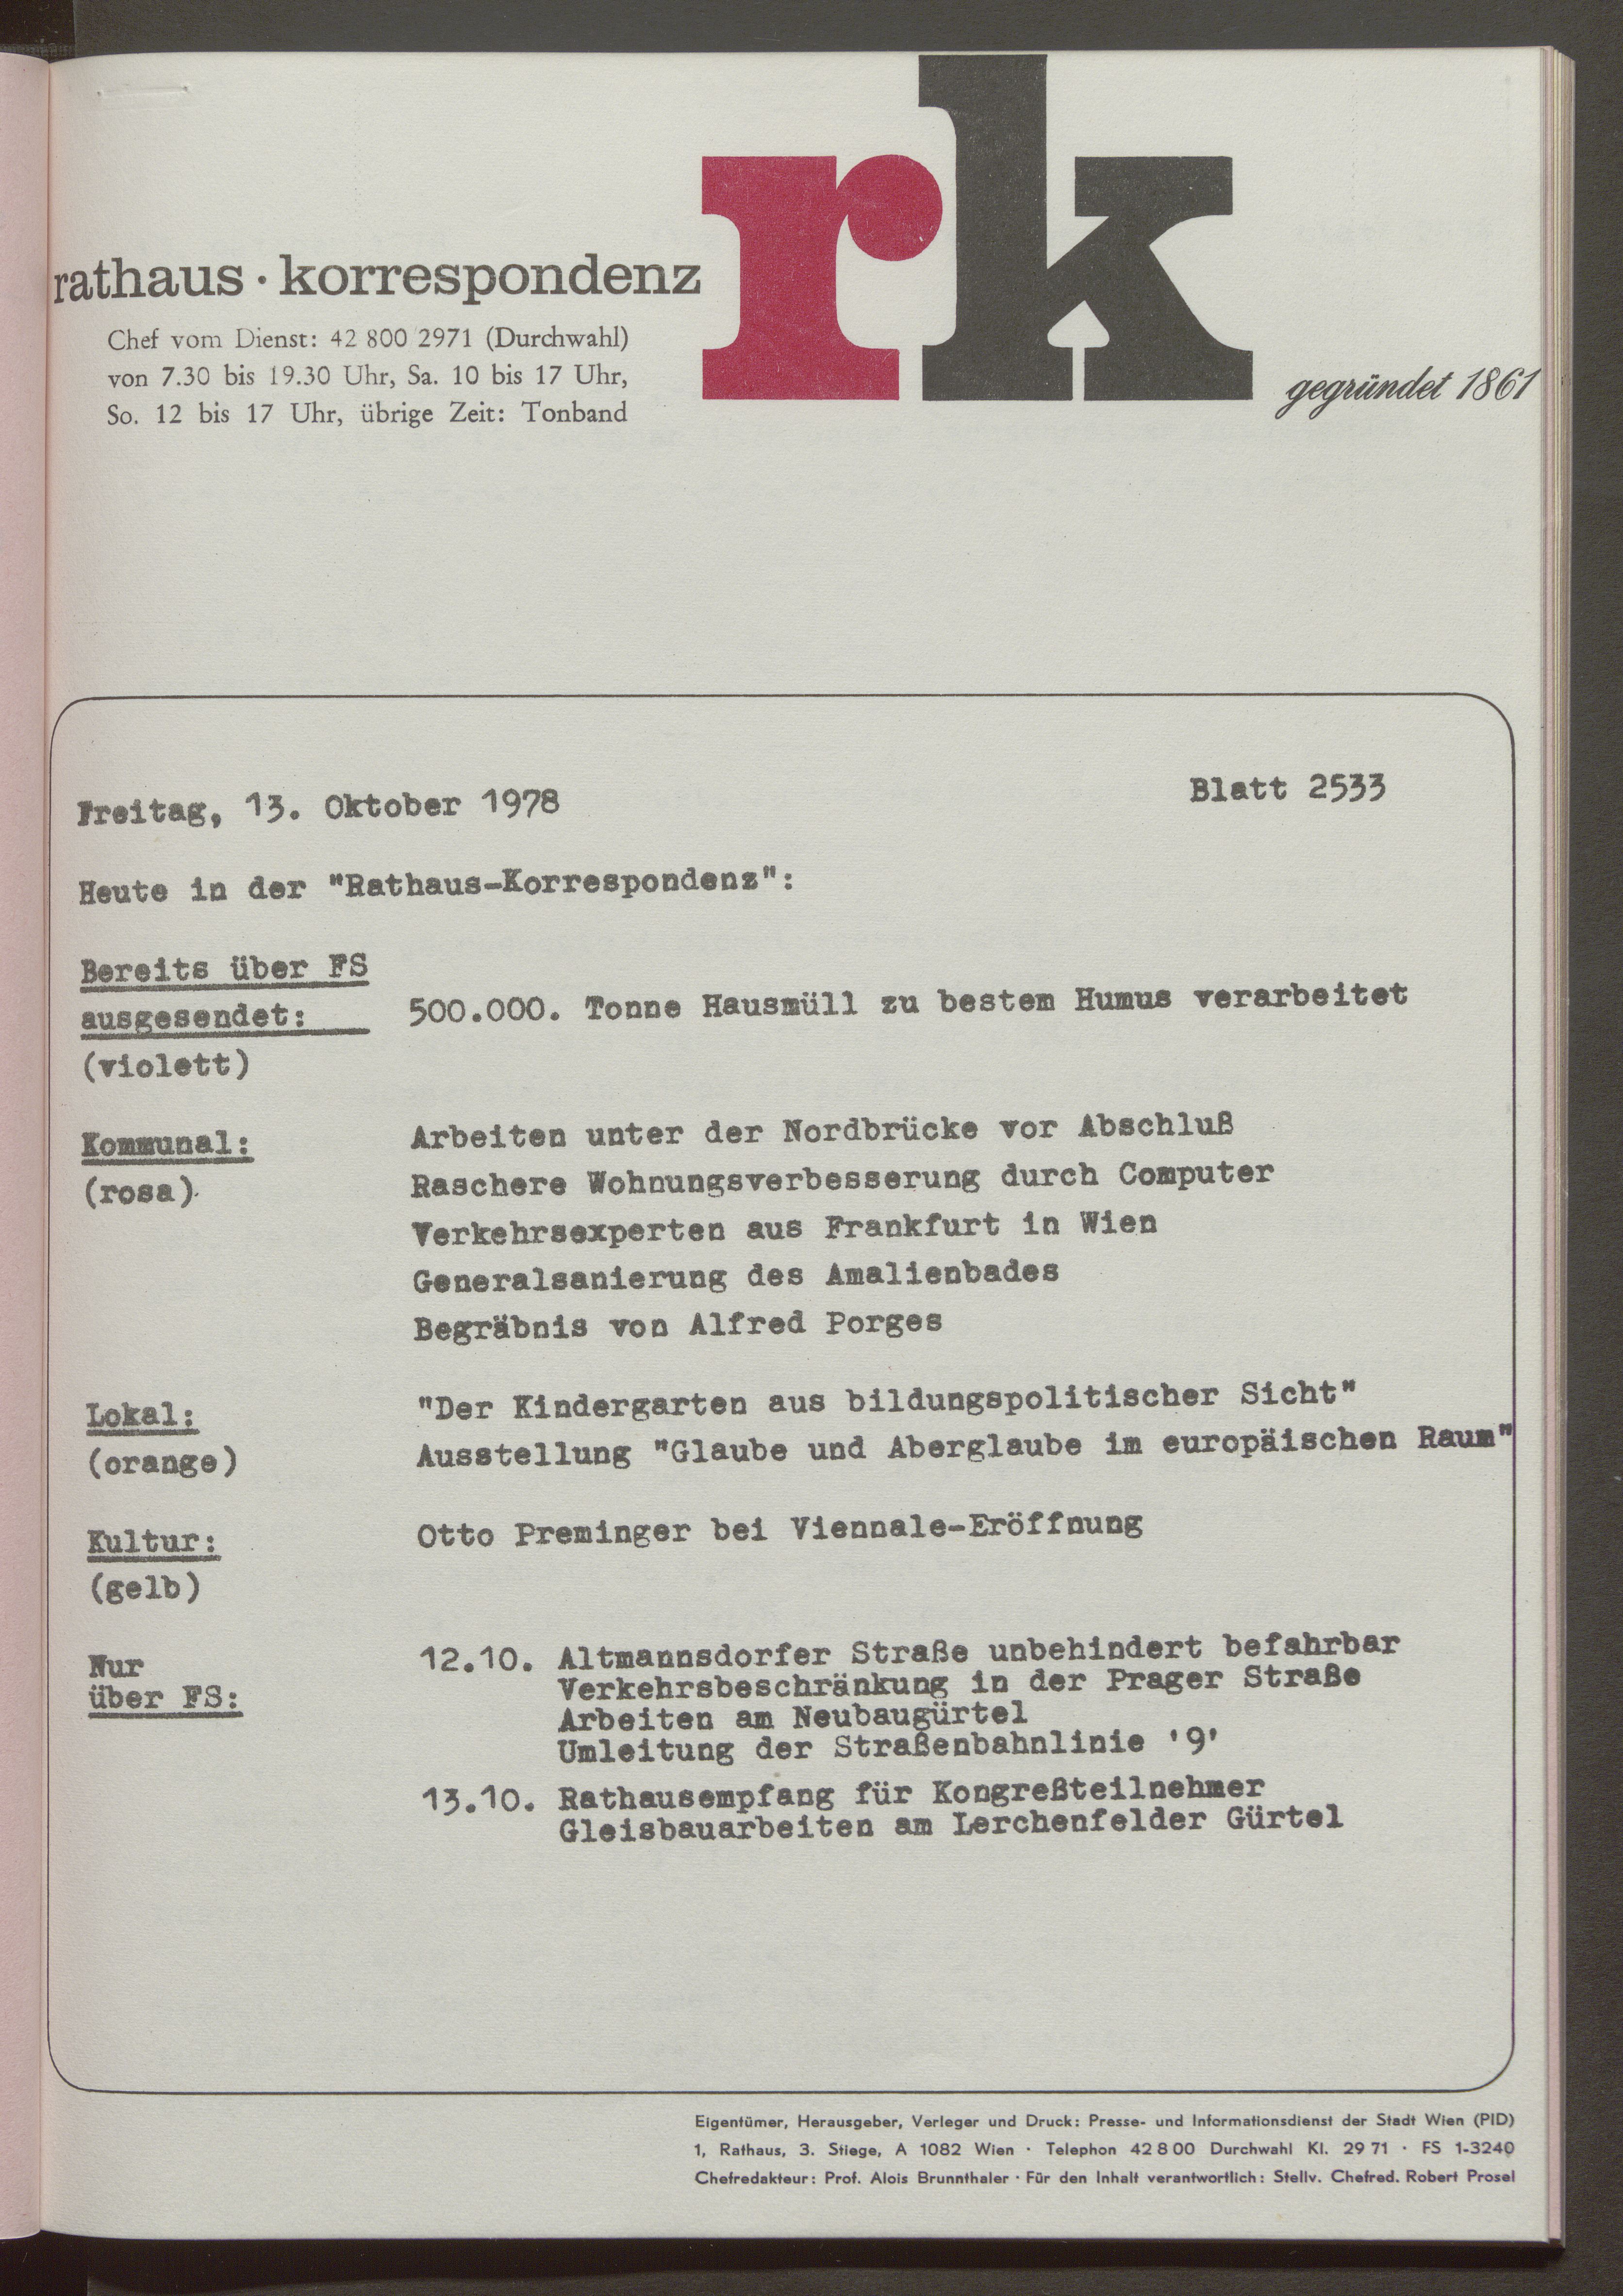 rk
rathaus · korrespondenz
Chef vom Dienst: 42 800 2971 (Durchwahl)
von 7.30 bis 19.30 Uhr, Sa. 10 bis 17 Uhr,
So. 12 bis 17 Uhr, übrige Zeit: Tonband
gegründet 1861
Freitag, 13. Oktober 1978
Blatt 2533
Heute in der "Rathaus-Korrespondenz":
Bereits über FS
ausgesendet:
(violett)
500.000. Tonne Hausmüll zu bestem Humus verarbeitet
Kommunal:
(rosa)
Arbeiten unter der Nordbrücke vor Abschluß
Raschere Wohnungsverbesserung durch Computer
Verkehrsexperten aus Frankfurt in Wien
Generalsanierung des Amalienbades
Begräbnis von Alfred Porges
Lokal:
(orange)
"Der Kindergarten aus bildungspolitischer Sicht"
Ausstellung "Glaube und Aberglaube im europäischen Raum"
Kultur:
(gelb)
Otto Preminger bei Viennale-Eröffnung
Nur
über FS:
12.10. Altmannsdorfer Straße unbehindert befahrbar
Verkehrsbeschränkung in der Prager Straße
Arbeiten am Neubaugürtel
Umleitung der Straßenbahnlinie '9'
13.10. Rathausempfang für Kongreßteilnehmer
Gleisbauarbeiten am Lerchenfelder Gürtel
Eigentümer, Herausgeber, Verleger und Druck: Presse- und Informationsdienst der Stadt Wien (PID)
1, Rathaus, 3. Stiege, A 1082 Wien · Telephon 42 8 00 Durchwahl Kl. 29 71 · FS 1-3240
Chefredakteur: Prof. Alois Brunnthaler · Für den Inhalt verantwortlich: Stellv. Chefred. Robert Prosel